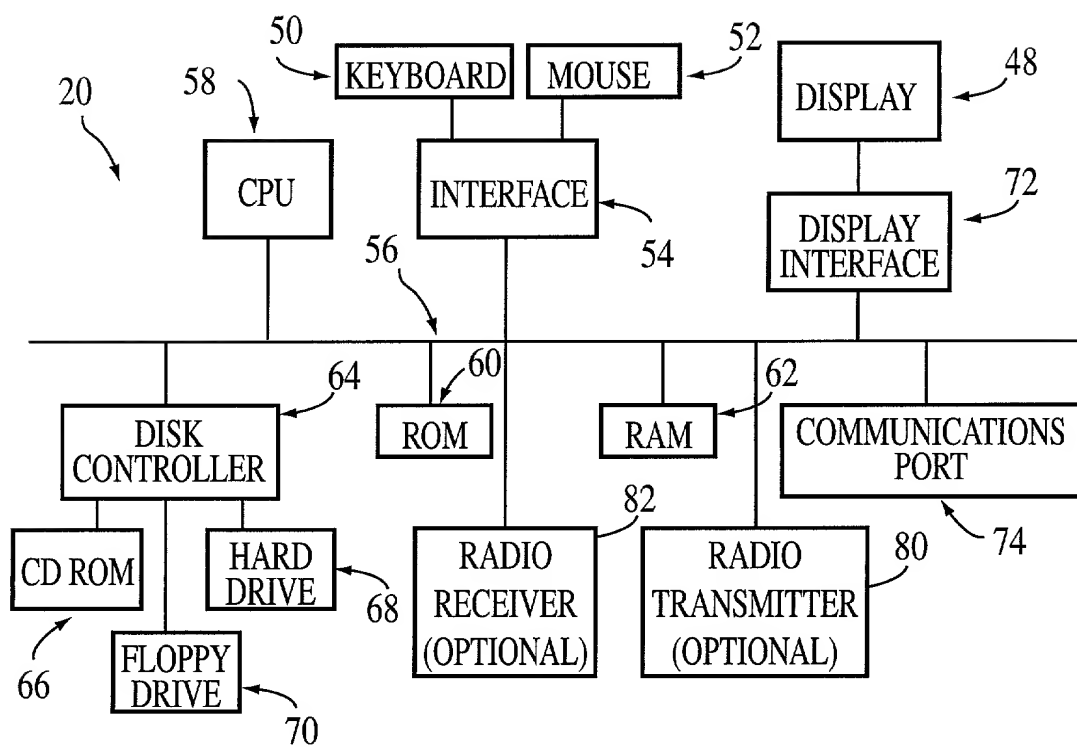 50
KEYBOARD
MOUSE
52
58
20
DISPLAY
48
CPU
INTERFACE
54
72
DISPLAY
INTERFACE
56
64
DISK
CONTROLLER
60
ROM
62
RAM
COMMUNICATIONS
PORT
74
CD ROM
66
HARD
DRIVE
68
FLOPPY
DRIVE
70
82
RADIO
RECEIVER
(OPTIONAL)
80
RADIO
TRANSMITTER
(OPTIONAL)